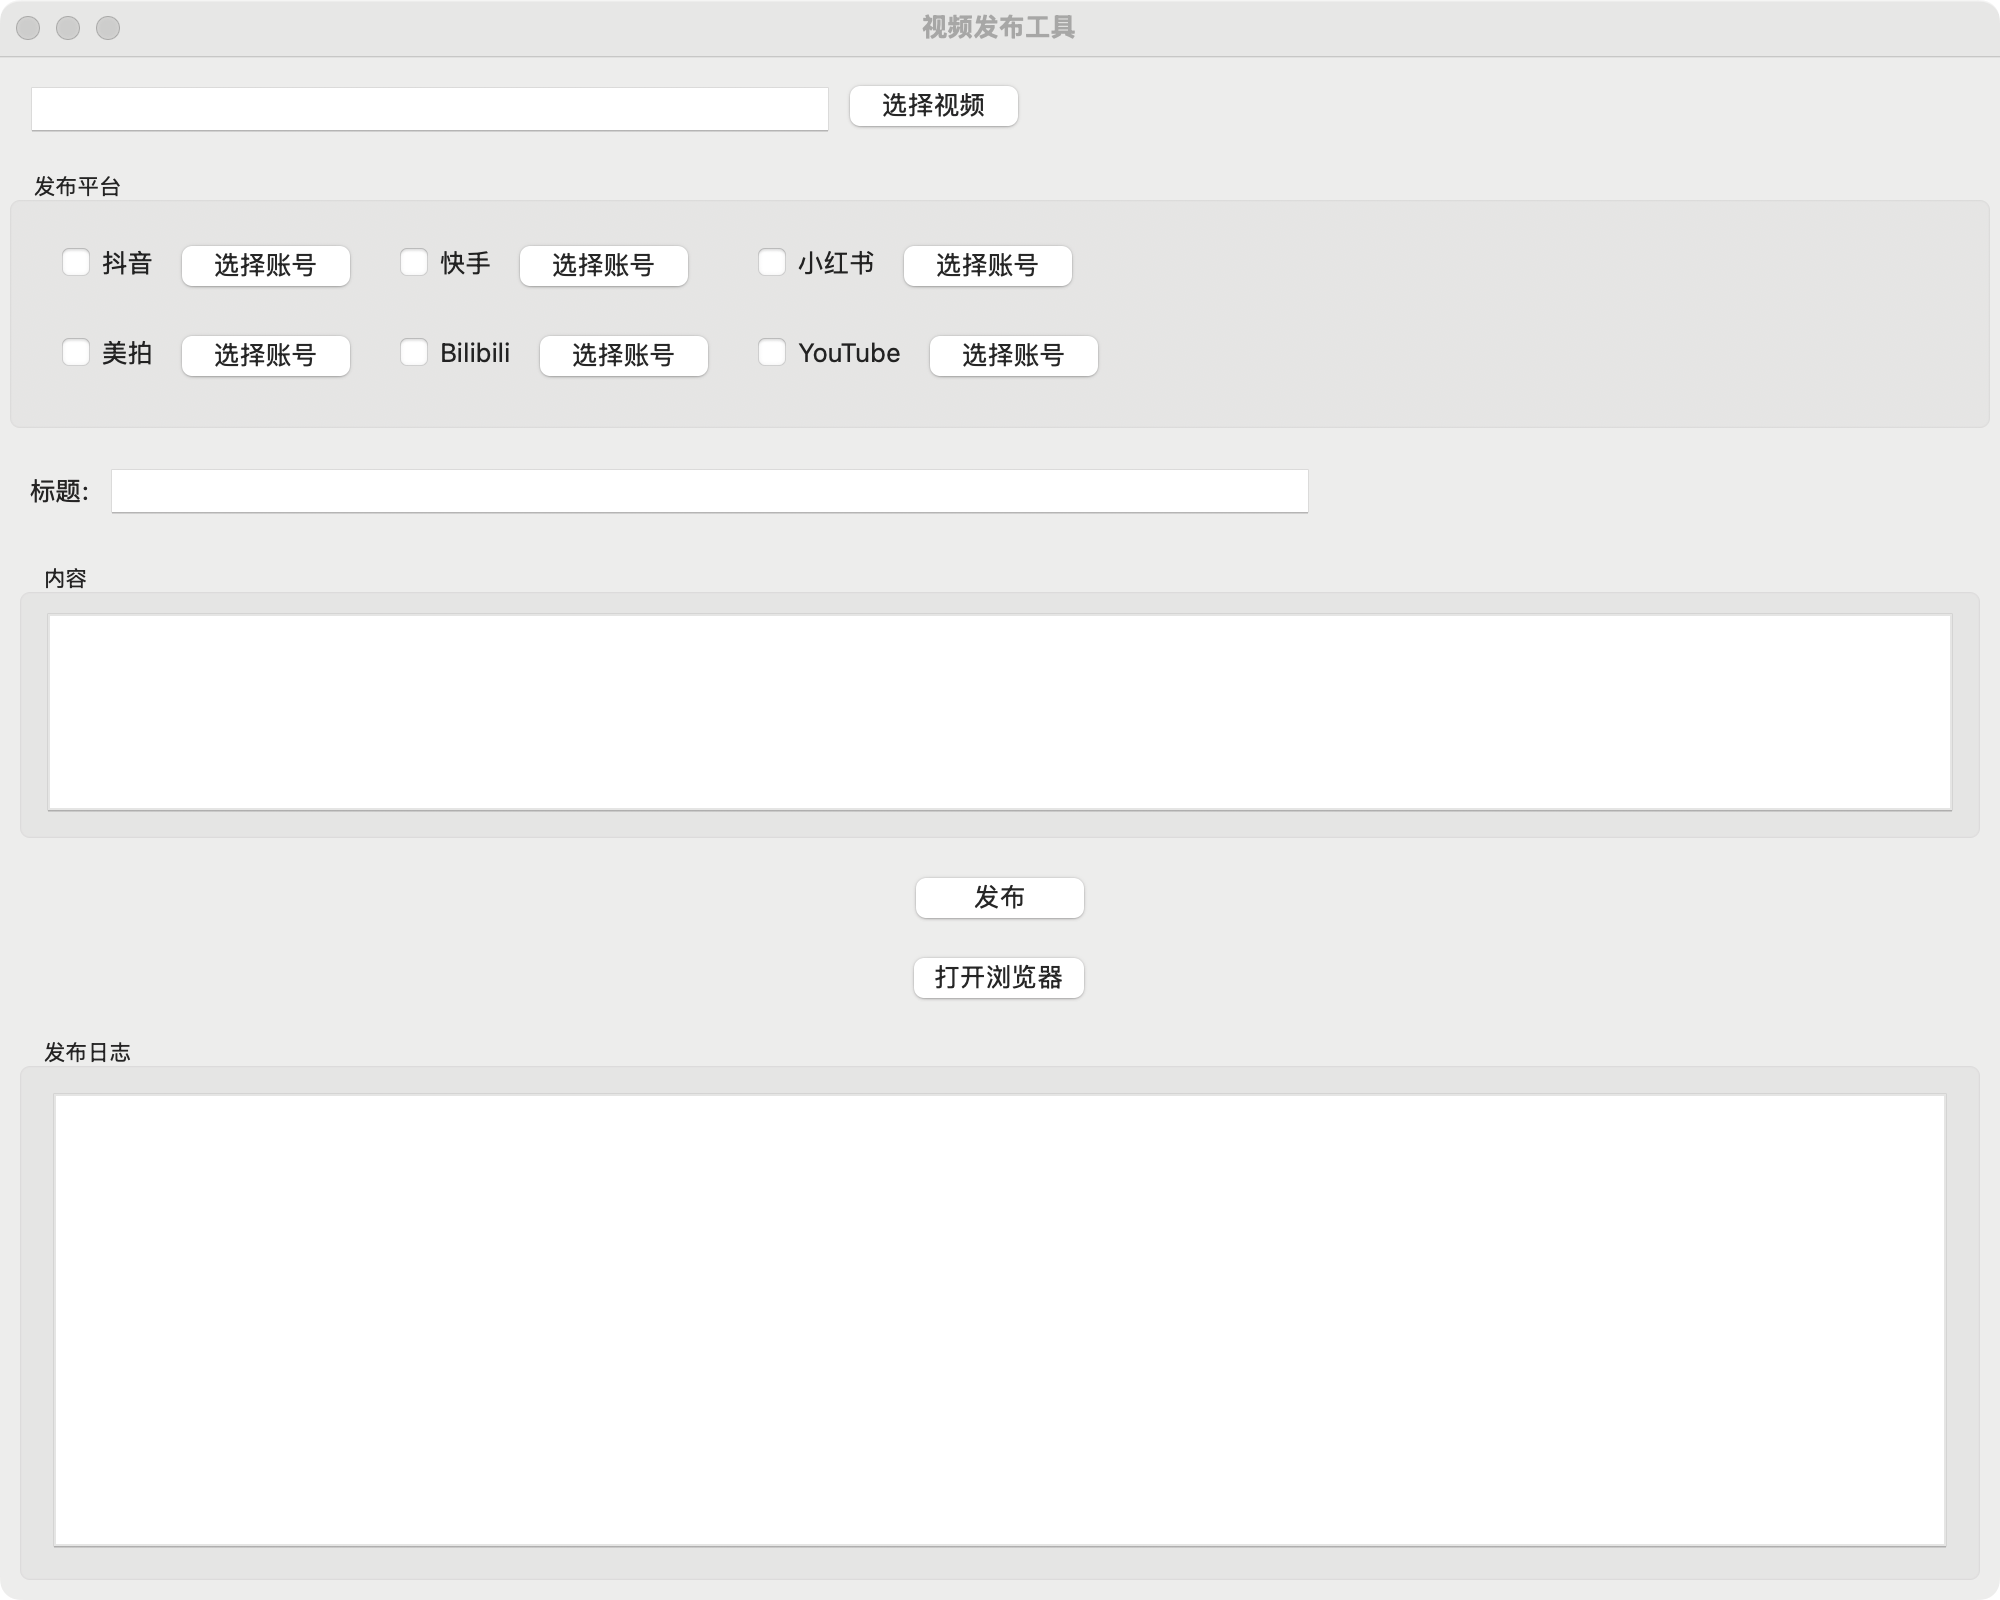 视频发布工具
选择视频
发布平台
抖音 选择账号 快手 选择账号 小红书 选择账号
美拍 选择账号 Bilibili 选择账号 YouTube 选择账号
标题:
内容
发布
打开浏览器
发布日志